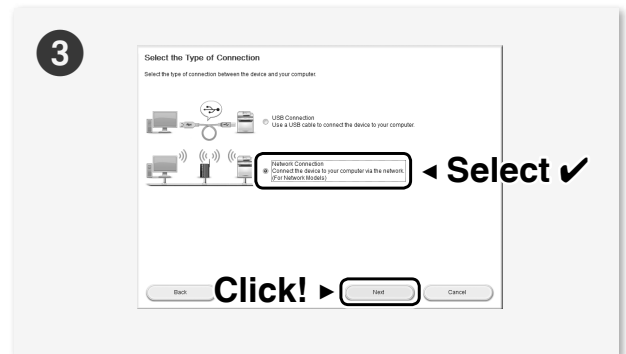 3
Select the Type of Connection
Select the type of connection between the device and your computer.
USB Connection
Use a USB cable to connect the device to your computer.
Network Connection
Connect the device to your computer via the network.
(For Network Models)
◄ Select ✔
Back
Click! ►
Next
Cancel